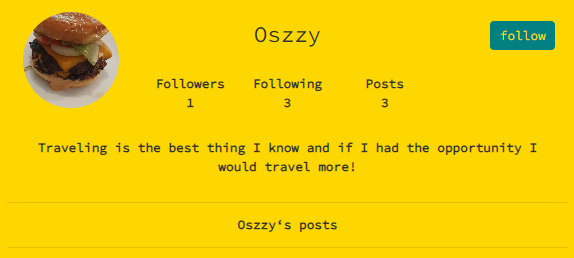 Oszzy
follow
Followers Following Posts
1 3 3
Traveling is the best thing I know and if I had the opportunity I
would travel more!
Oszzy‘s posts